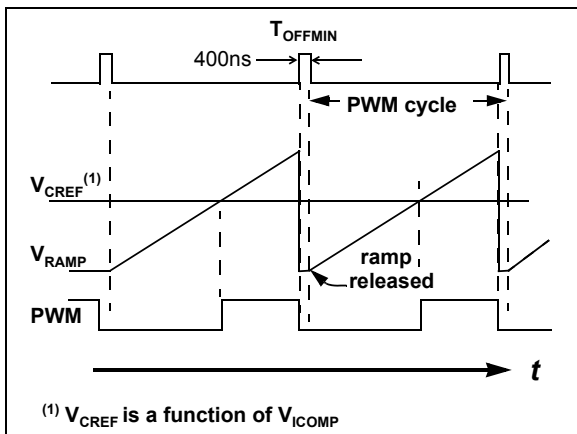 TOFFMIN
400ns
PWM cycle
VCREF(1)
VRAMP
ramp
released
PWM
t
(1) VCREF is a function of VICOMP